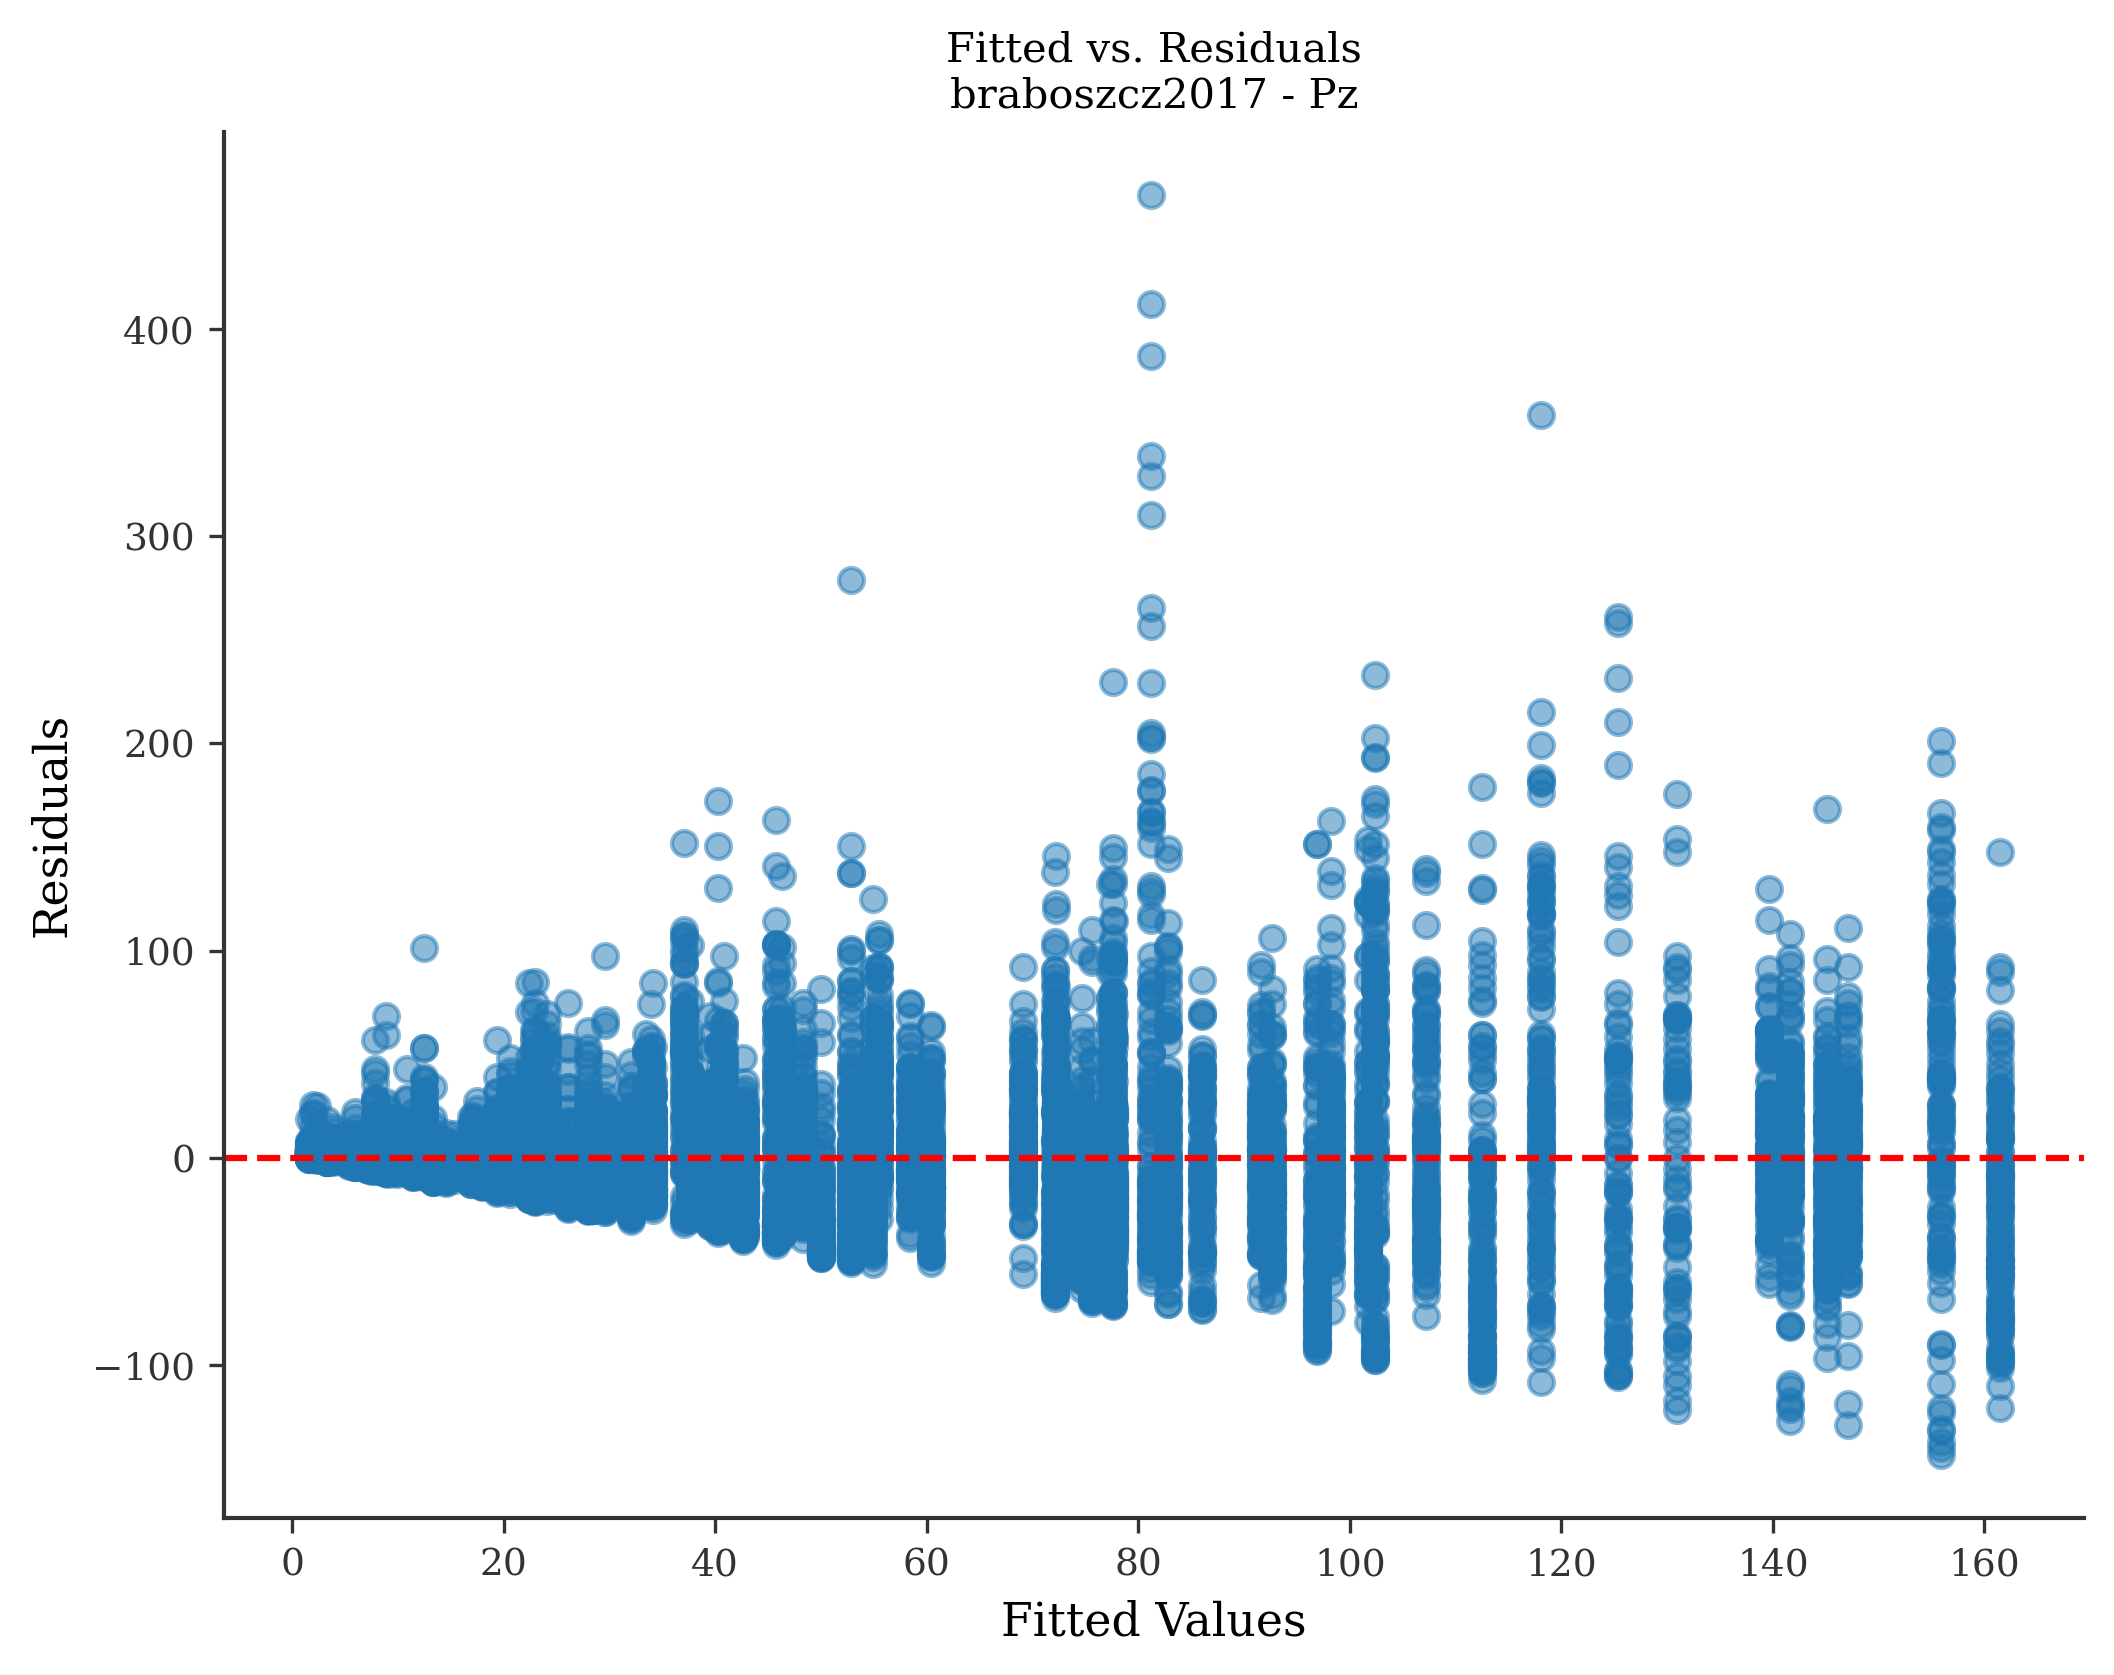 Fitted vs. Residuals
braboszcz2017 - Pz
Residuals
400
300
200
100
0
−100
0 20 40 60 80 100 120 140 160
Fitted Values